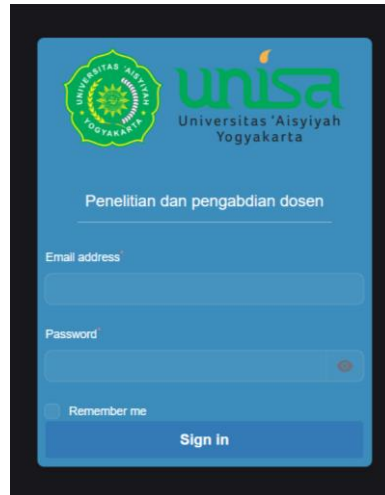 UNIVERSITAS 'AISYIYAH
YOGYAKARTA
unisa
Universitas 'Aisyiyah
Yogyakarta
Penelitian dan pengabdian dosen
Email address*
Password*
Remember me
Sign in